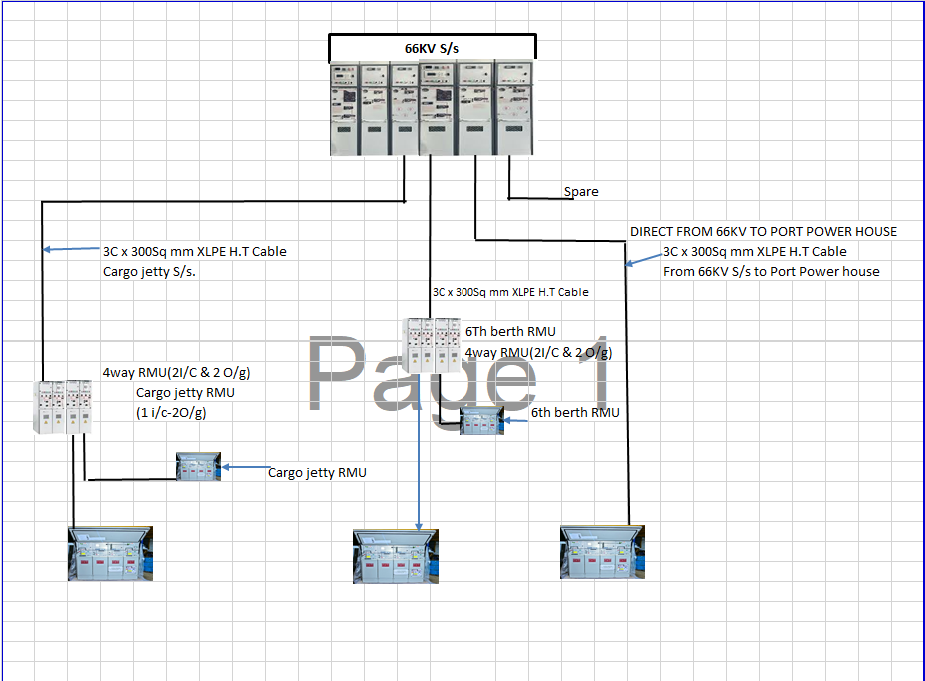 66KV S/s
Spare
DIRECT FROM 66KV TO PORT POWER HOUSE
3C x 300Sq mm XLPE H.T Cable
From 66KV S/s to Port Power house
3C x 300Sq mm XLPE H.T Cable
Cargo jetty S/s.
3C x 300Sq mm XLPE H.T Cable
6Th berth RMU
4way RMU(2I/C & 2 O/g)
Page 1
4way RMU(2I/C & 2 O/g)
Cargo jetty RMU
(1 i/c-2O/g)
6th berth RMU
Cargo jetty RMU